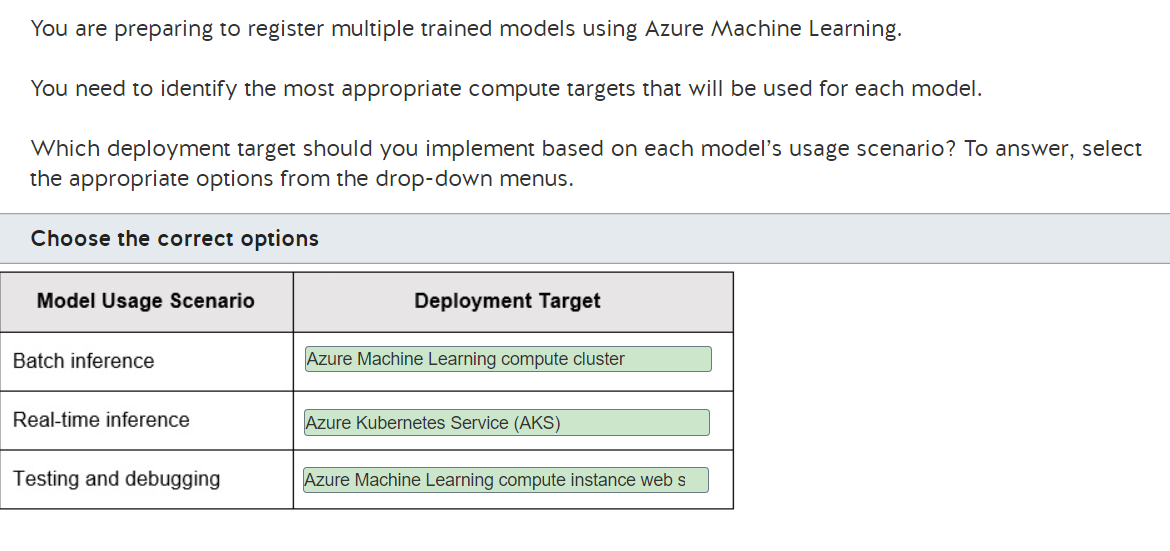 You are preparing to register multiple trained models using Azure Machine Learning.
You need to identify the most appropriate compute targets that will be used for each model.
Which deployment target should you implement based on each model’s usage scenario? To answer, select
the appropriate options from the drop-down menus.
Choose the correct options
Model Usage Scenario Deployment Target
Batch inference Azure Machine Learning compute cluster
Real-time inference Azure Kubernetes Service (AKS)
Testing and debugging Azure Machine Learning compute instance web s